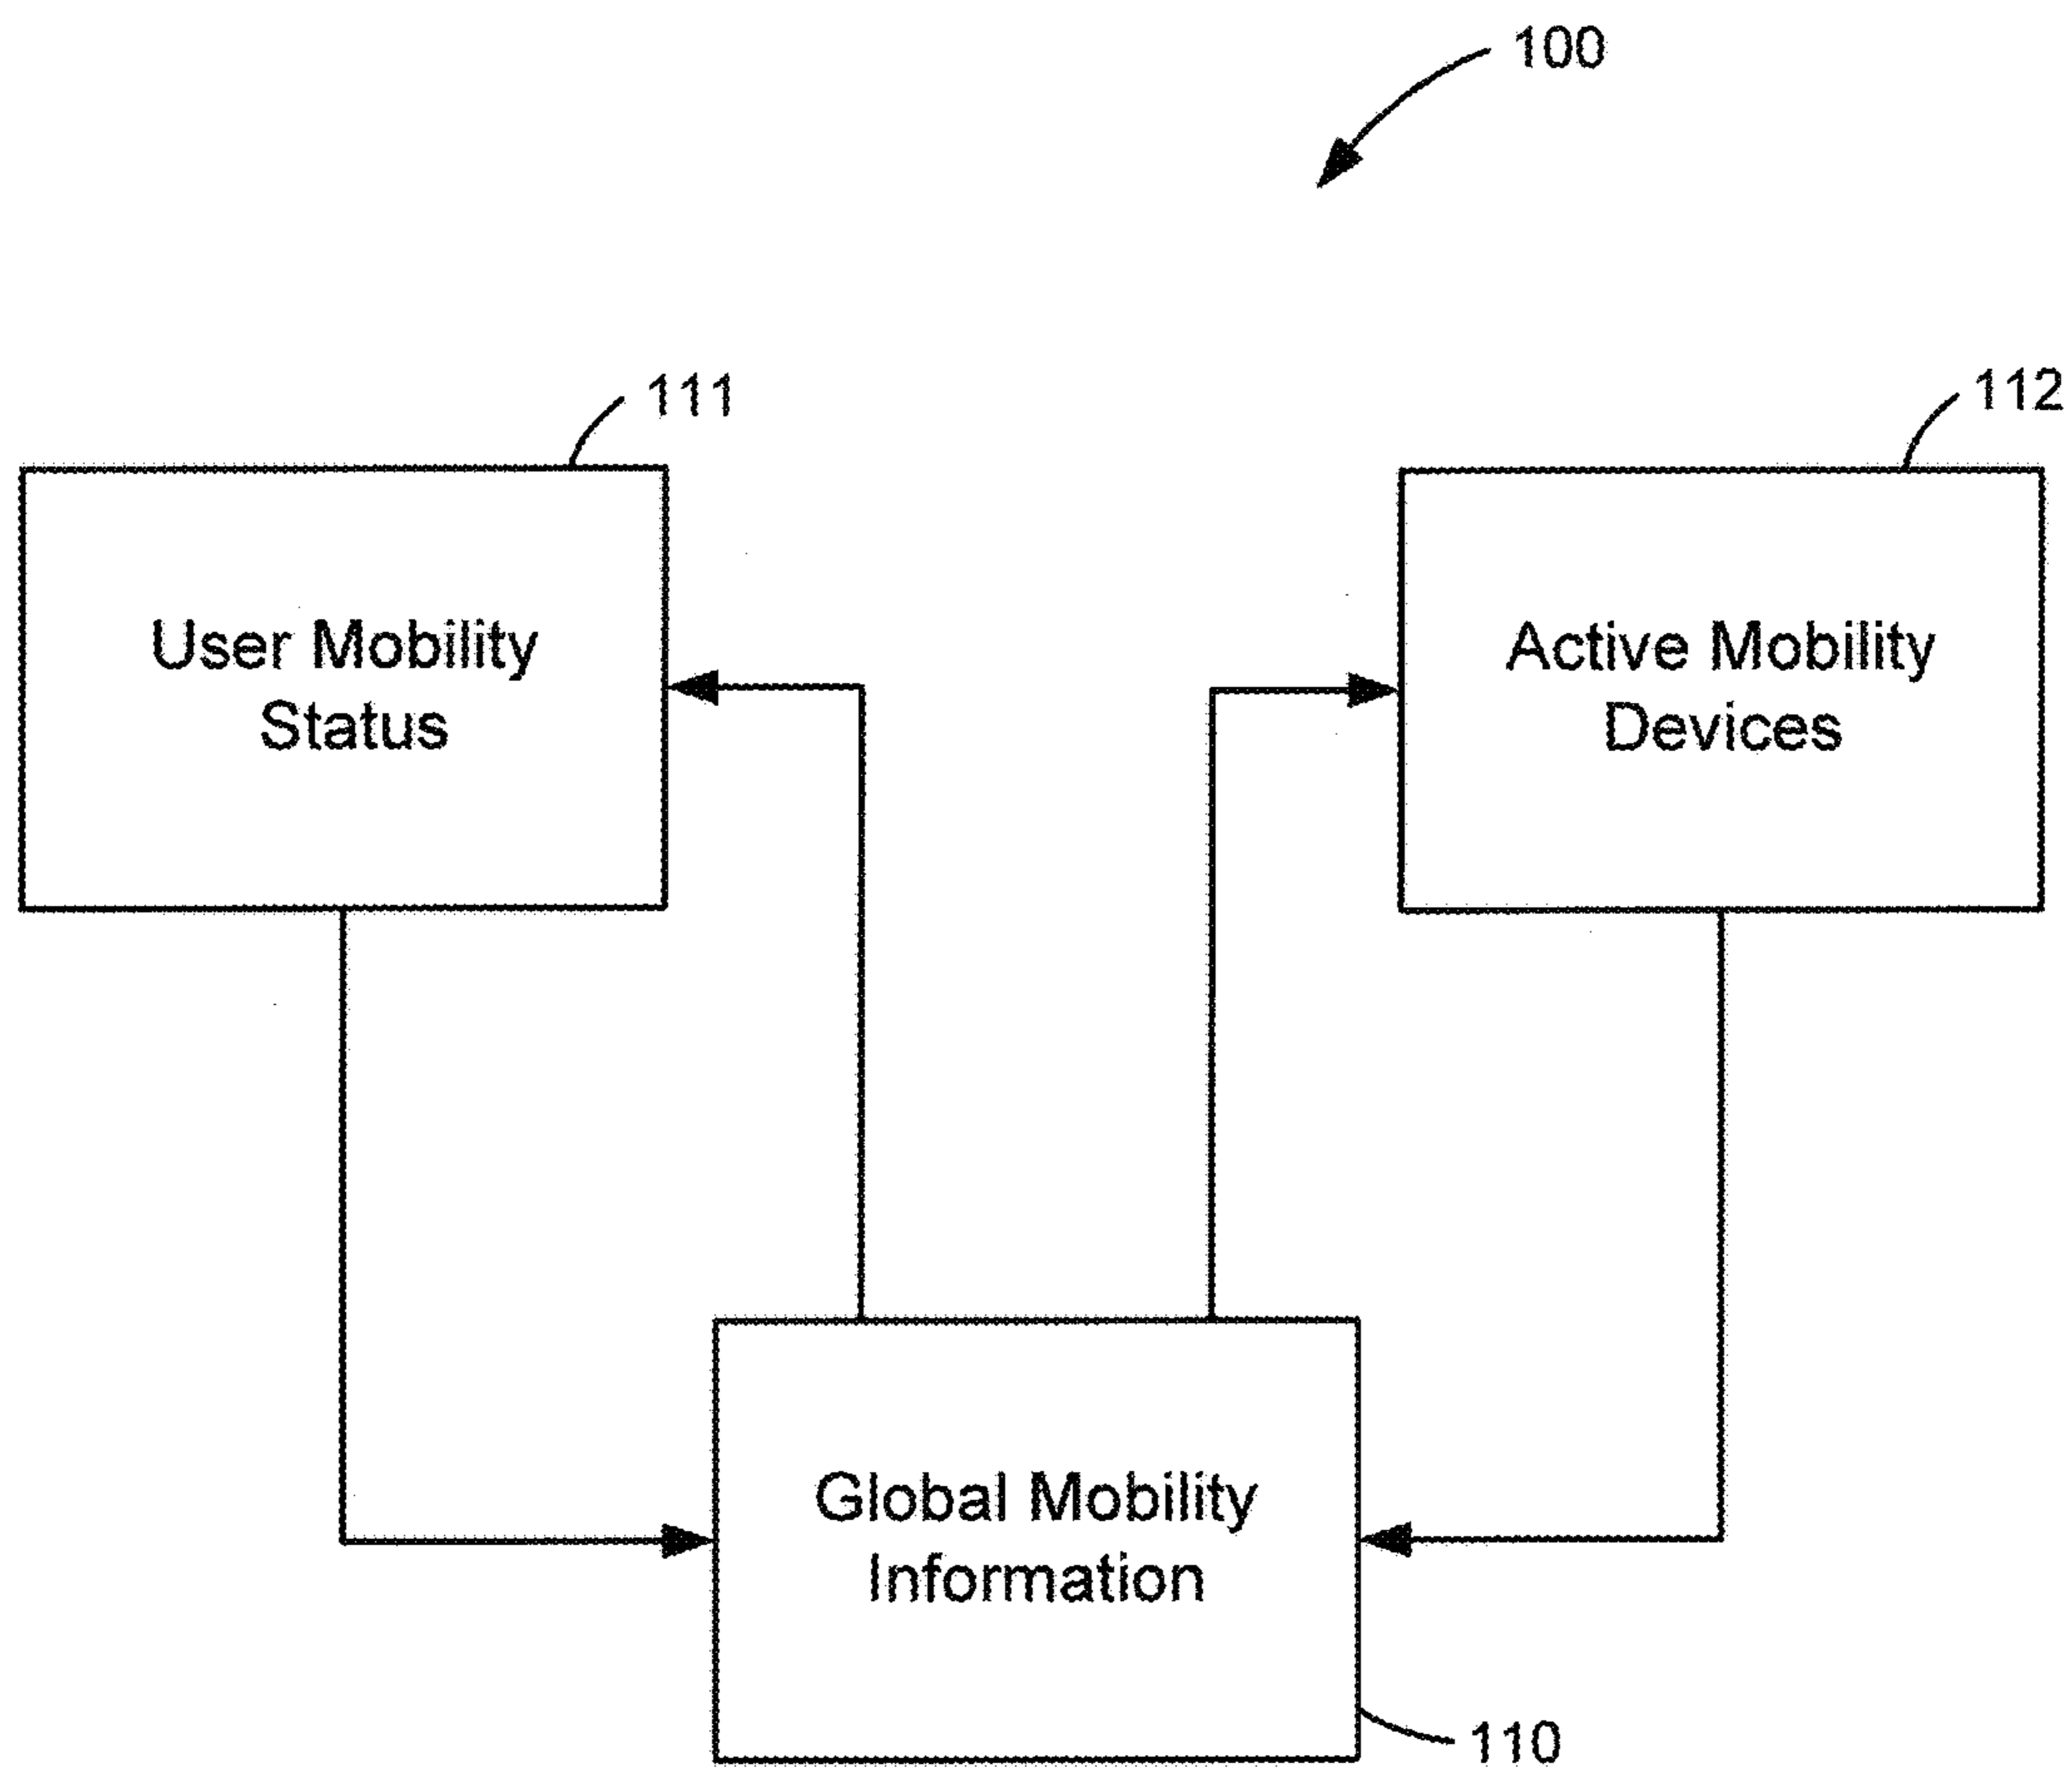 100
111
112
User Mobility
Status
Active Mobility
Devices
Global Mobility
Information
110